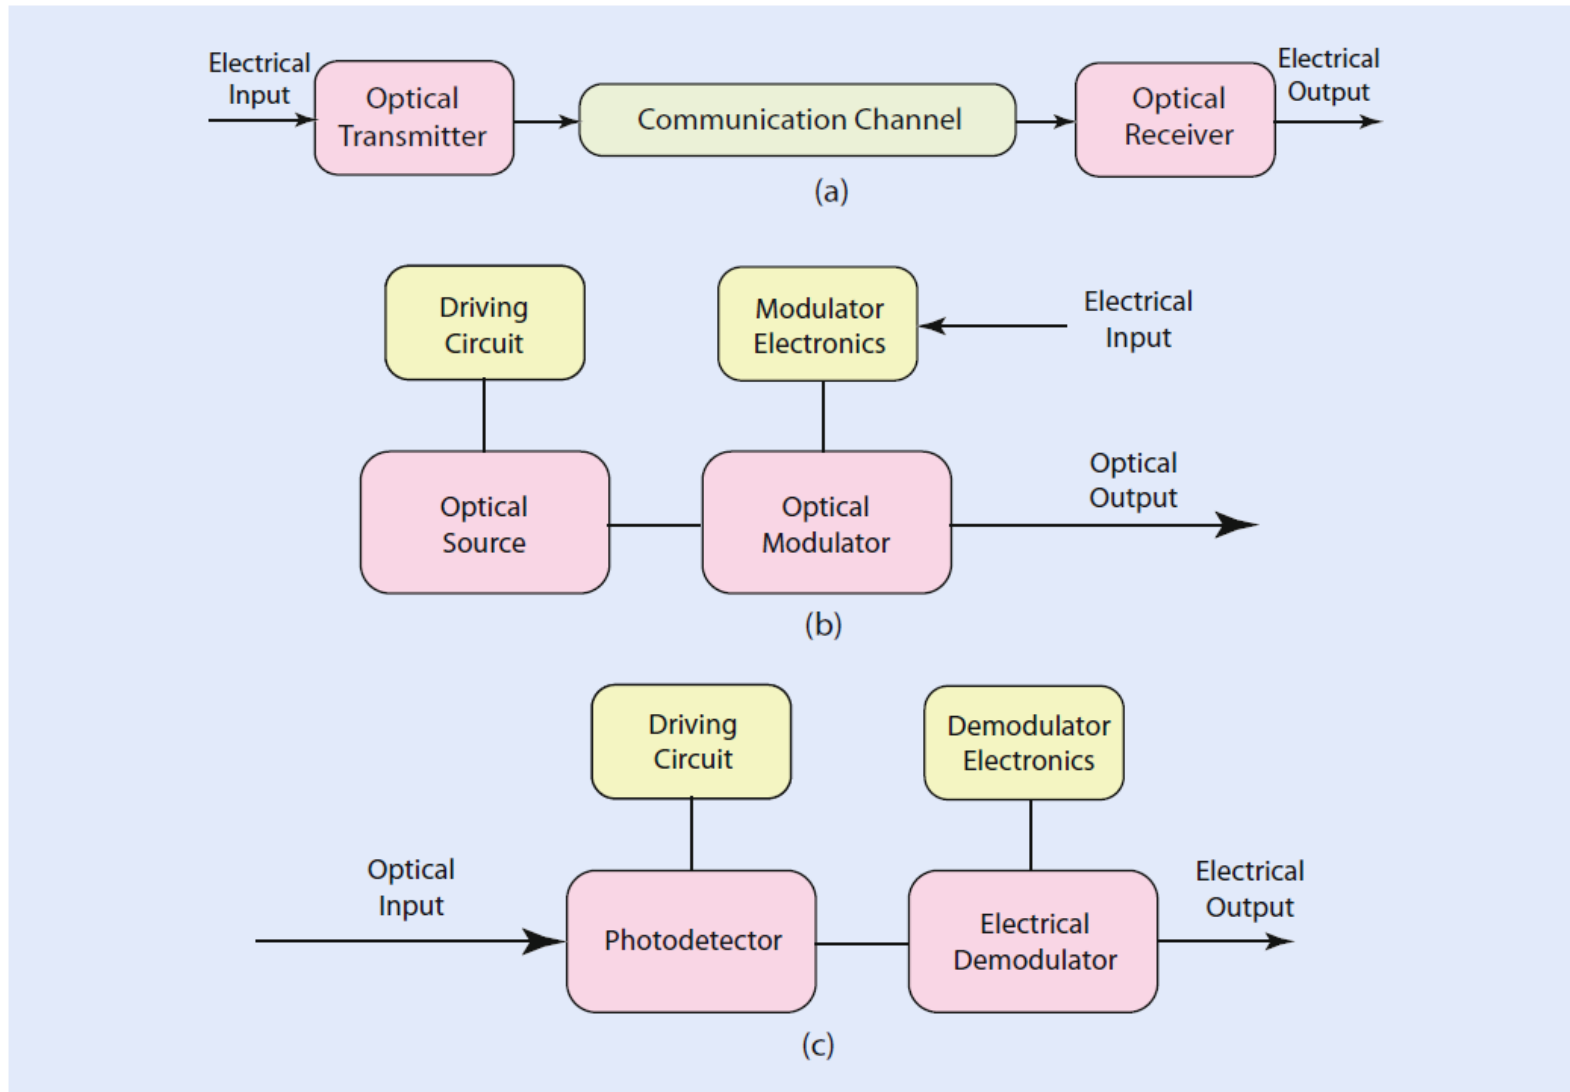 Electrical
Input
Optical
Transmitter
Communication Channel
Optical
Receiver
Electrical
Output
(a)
Driving
Circuit
Modulator
Electronics
Electrical
Input
Optical
Source
Optical
Modulator
Optical
Output
(b)
Driving
Circuit
Demodulator
Electronics
Optical
Input
Photodetector
Electrical
Demodulator
Electrical
Output
(c)